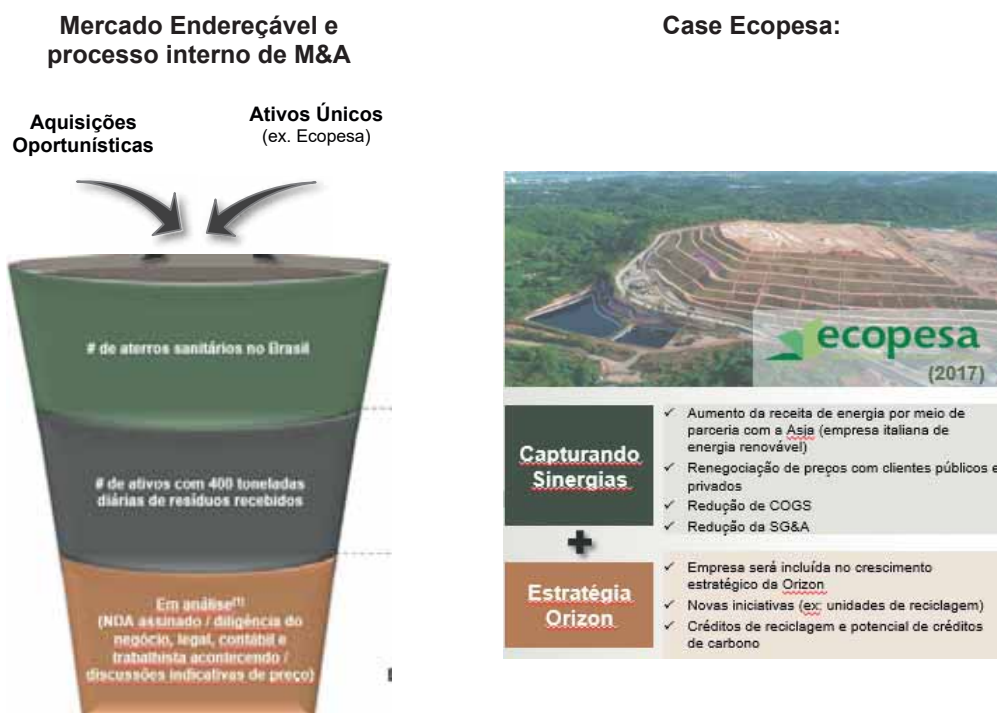 Mercado Endereçável e
processo interno de M&A
Aquisições
Oportunísticas
Ativos Únicos
(ex. Ecopesa)
# de aterros sanitários no Brasil
# de ativos com 400 toneladas
diárias de resíduos recebidos
Em análise⁽¹⁾
(NDA assinado / diligência do
negócio, legal, contábil e
trabalhista acontecendo /
discussões indicativas de preço)
Case Ecopesa:
ecopesa
(2017)
Capturando
Sinergias
✓ Aumento da receita de energia por meio de
parceria com a Asja (empresa italiana de
energia renovável)
✓ Renegociação de preços com clientes públicos e
privados
✓ Redução de COGS
✓ Redução da SG&A
Estratégia
Orizon
✓ Empresa será incluída no crescimento
estratégico da Orizon
✓ Novas iniciativas (ex: unidades de reciclagem)
✓ Créditos de reciclagem e potencial de créditos
de carbono